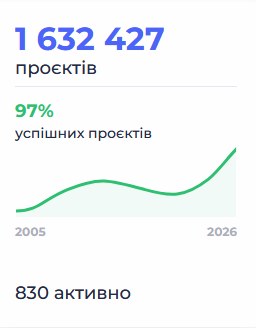 1 632 427
проєктів
97%
успішних проєктів
2005 2026
830 активно